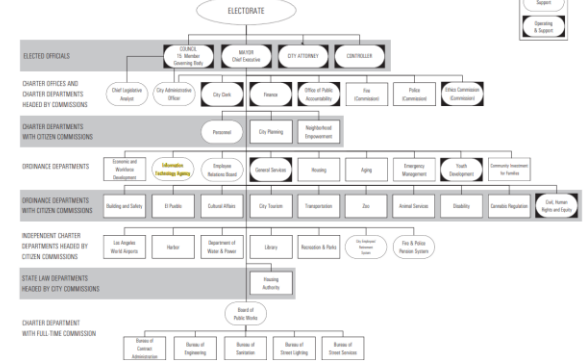 Support
Operating
& Support
ELECTORATE
ELECTED OFFICIALS
COUNCIL
15 Member
Governing Body
MAYOR
Chief Executive
CITY ATTORNEY
CONTROLLER
CHARTER OFFICES AND
CHARTER DEPARTMENTS
HEADED BY COMMISSIONS
Chief Legislative
Analyst
City Administrative
Officer
City Clerk
Finance
Office of Public
Accountability
Fire
(Commission)
Police
(Commission)
Ethics Commission
(Commission)
CHARTER DEPARTMENTS
WITH CITIZEN COMMISSIONS
Personnel
City Planning
Neighborhood
Empowerment
ORDINANCE DEPARTMENTS
Economic and
Workforce
Development
Information
Technology Agency
Employee
Relations Board
General Services
Housing
Aging
Emergency
Management
Youth
Development
Community Investment
for Families
ORDINANCE DEPARTMENTS
WITH CITIZEN COMMISSIONS
Building and Safety
El Pueblo
Cultural Affairs
City Tourism
Transportation
Zoo
Animal Services
Disability
Cannabis Regulation
Civil, Human
Rights and Equity
INDEPENDENT CHARTER
DEPARTMENTS HEADED BY
CITIZEN COMMISSIONS
Los Angeles
World Airports
Harbor
Department of
Water & Power
Library
Recreation & Parks
City Employees'
Retirement
System
Fire & Police
Pension System
STATE LAW DEPARTMENTS
HEADED BY CITY COMMISSIONS
Housing
Authority
CHARTER DEPARTMENT
WITH FULL-TIME COMMISSION
Board of
Public Works
Bureau of
Contract
Administration
Bureau of
Engineering
Bureau of
Sanitation
Bureau of
Street Lighting
Bureau of
Street Services